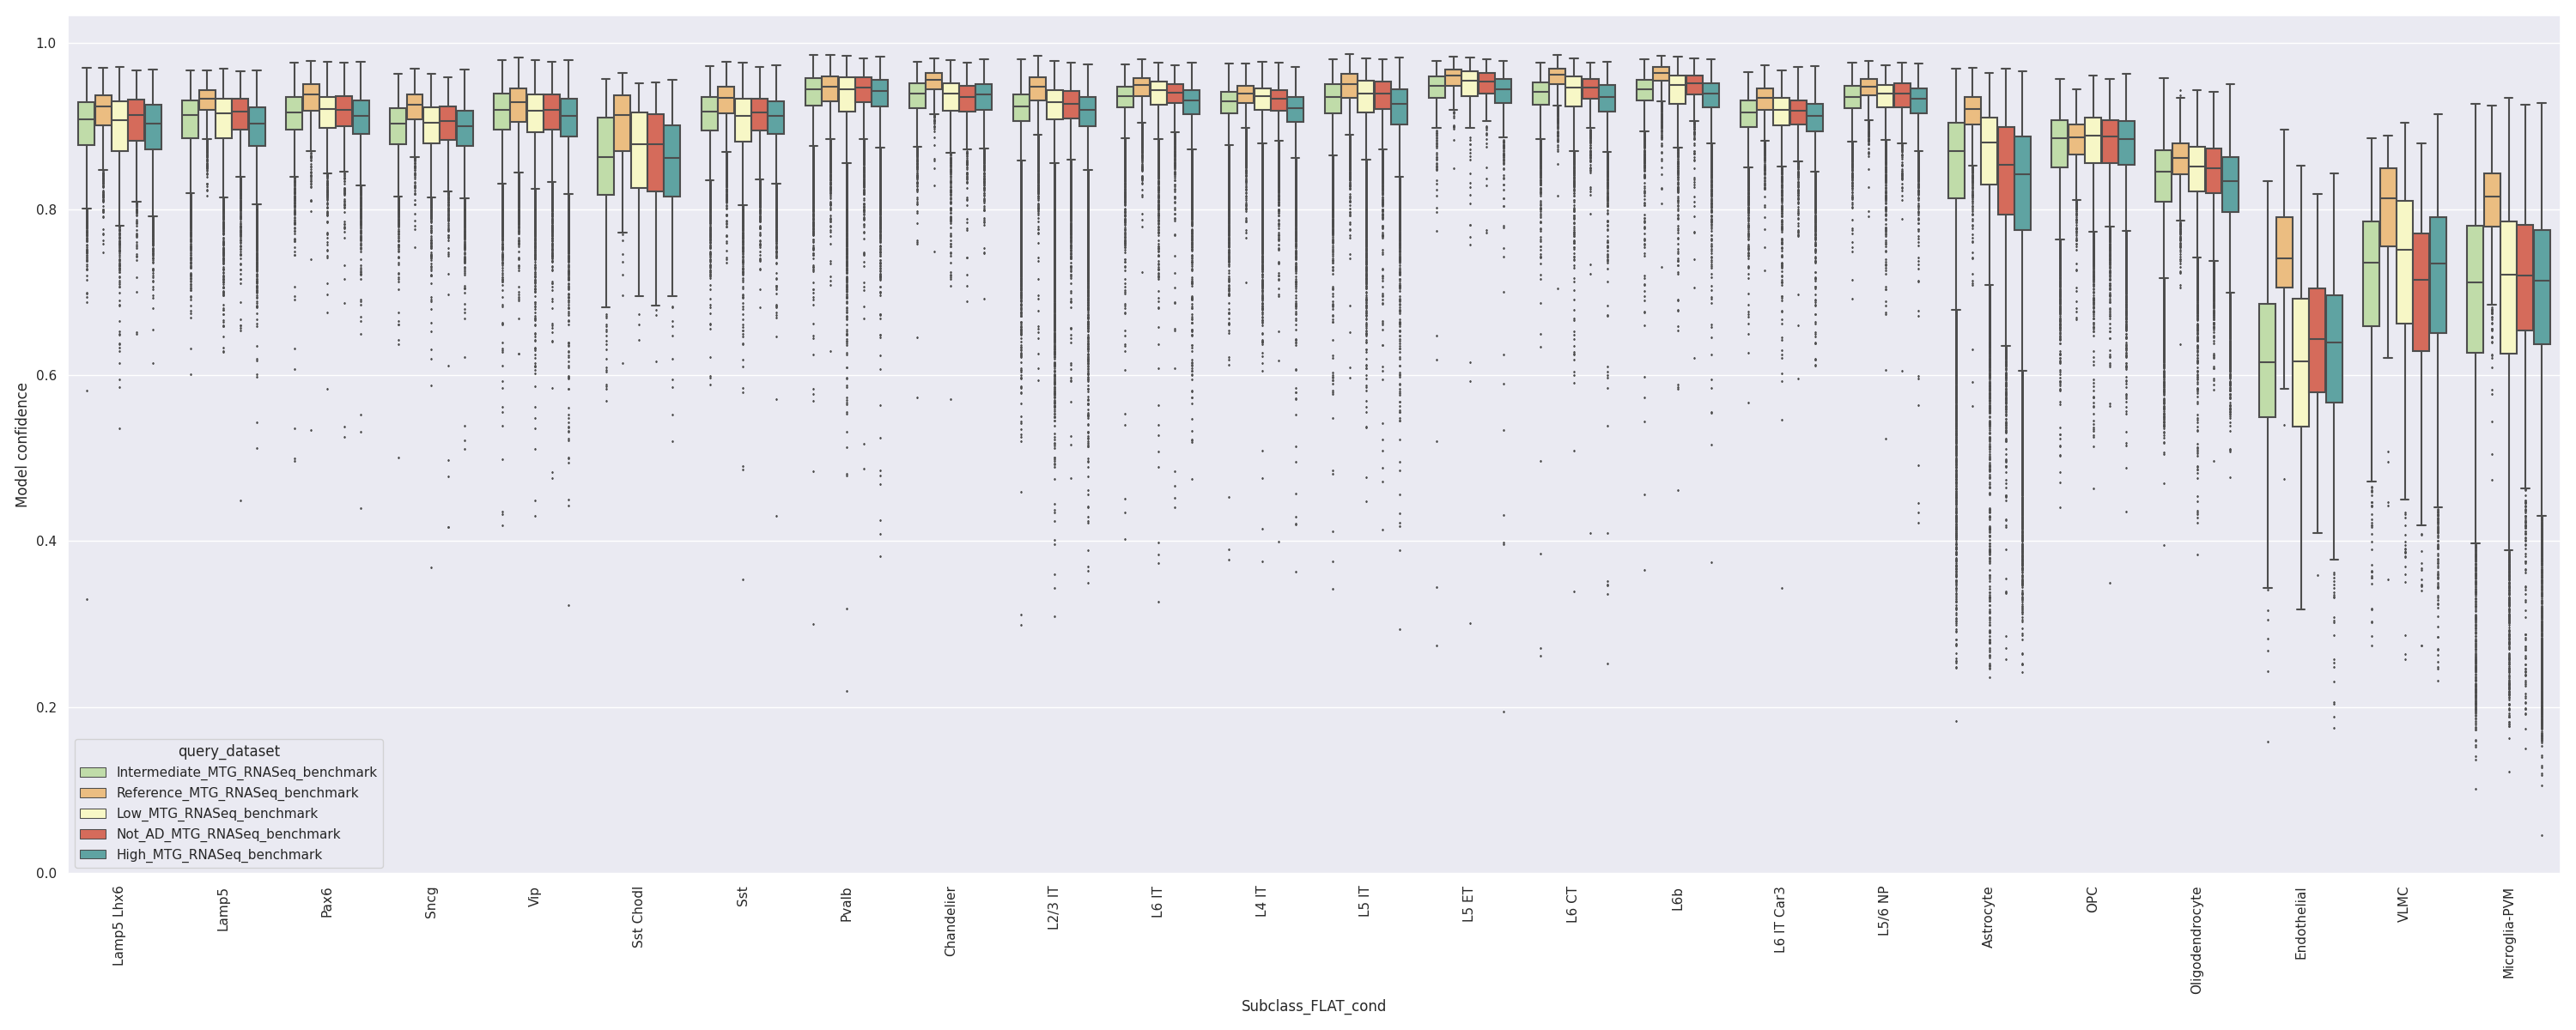 1.0
0.8
0.6
0.4
0.2
0.0
Model confidence
query_dataset
Intermediate_MTG_RNASeq_benchmark
Reference_MTG_RNASeq_benchmark
Low_MTG_RNASeq_benchmark
Not_AD_MTG_RNASeq_benchmark
High_MTG_RNASeq_benchmark
Lamp5 Lhx6
Lamp5
Pax6
Sncg
Vip
Sst Chodl
Sst
Pvalb
Chandelier
L2/3 IT
L6 IT
L4 IT
L5 IT
L5 ET
L6 CT
L6b
L6 IT Car3
L5/6 NP
Astrocyte
OPC
Oligodendrocyte
Endothelial
VLMC
Microglia-PVM
Subclass_FLAT_cond